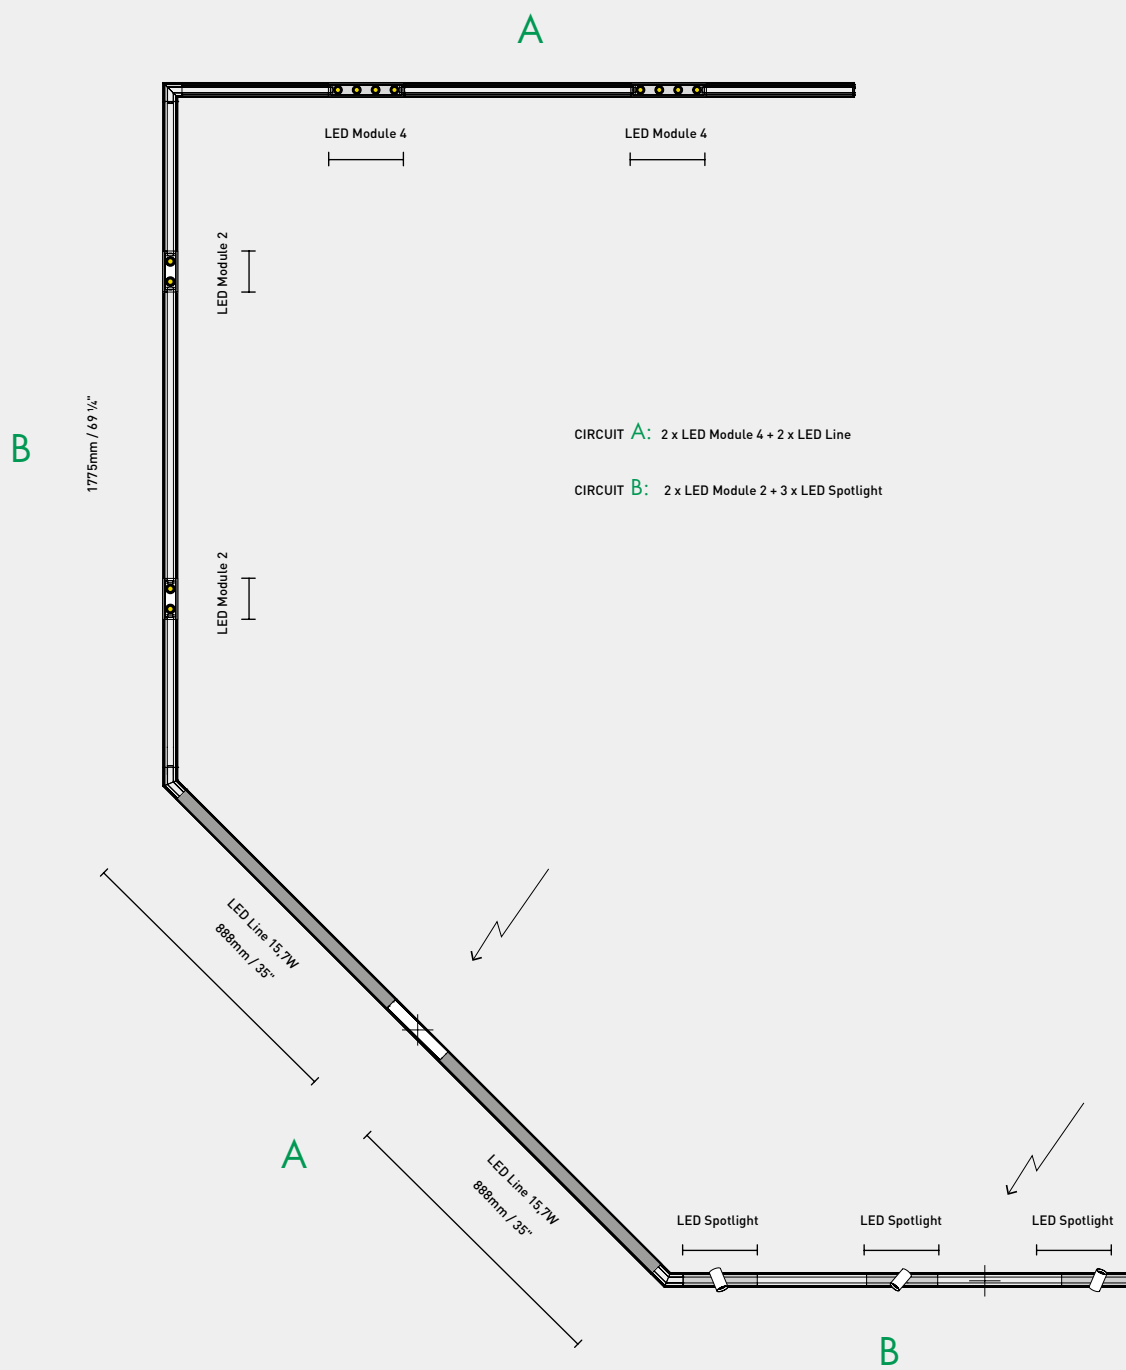 A
LED Module 4
LED Module 4
LED Module 2
1775mm / 69 ¼"
B
CIRCUIT A: 2 x LED Module 4 + 2 x LED Line
CIRCUIT B: 2 x LED Module 2 + 3 x LED Spotlight
LED Module 2
LED Line 15,7W
888mm / 35"
A
LED Line 15,7W
888mm / 35"
LED Spotlight
LED Spotlight
LED Spotlight
B